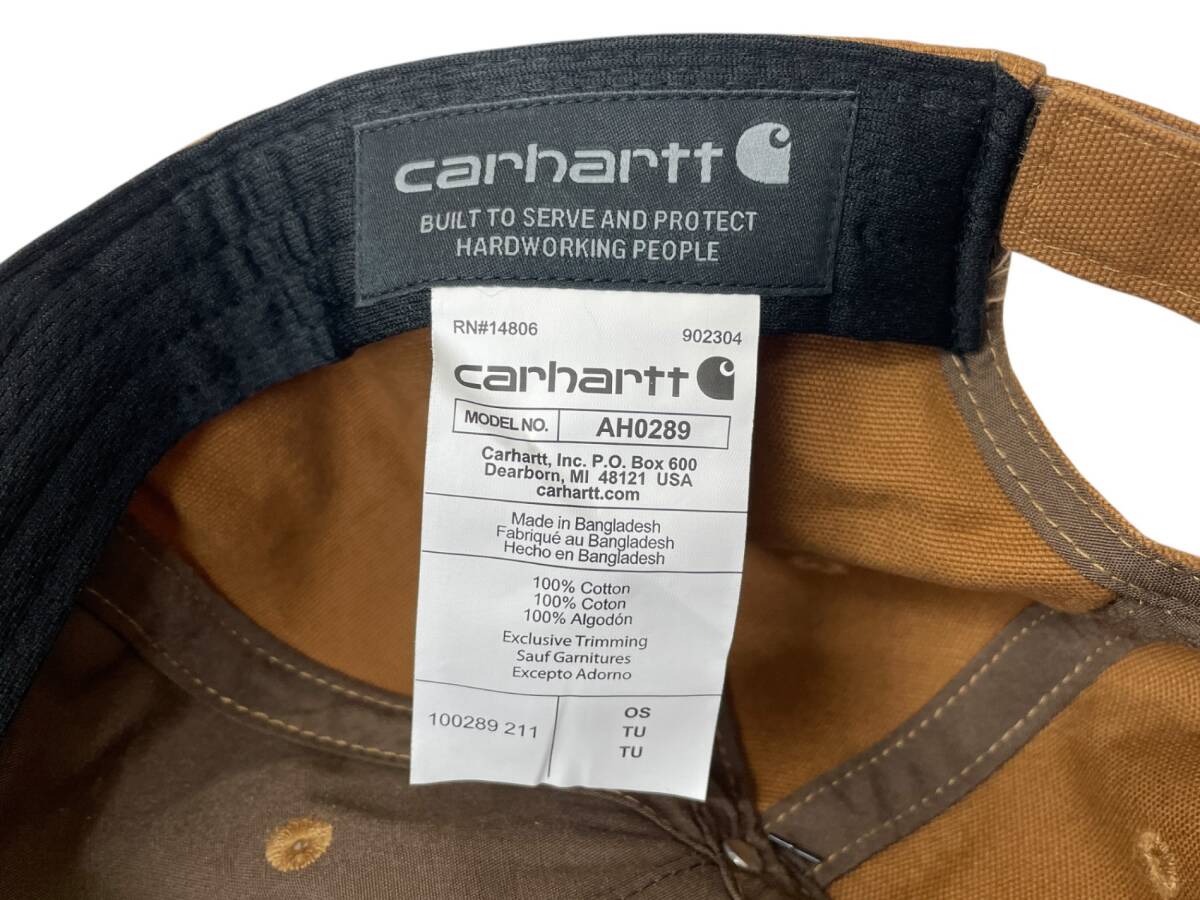 carhartt
BUILT TO SERVE AND PROTECT
HARDWORKING PEOPLE
RN#14806 902304
carhartt
MODEL NO. AH0289
Carhartt, Inc. P.O. Box 600
Dearborn, MI 48121 USA
carhartt.com
Made in Bangladesh
Fabriqué au Bangladesh
Hecho en Bangladesh
100% Cotton
100% Coton
100% Algodón
Exclusive Trimming
Sauf Garnitures
Excepto Adorno
100289 211 OS
TU
TU